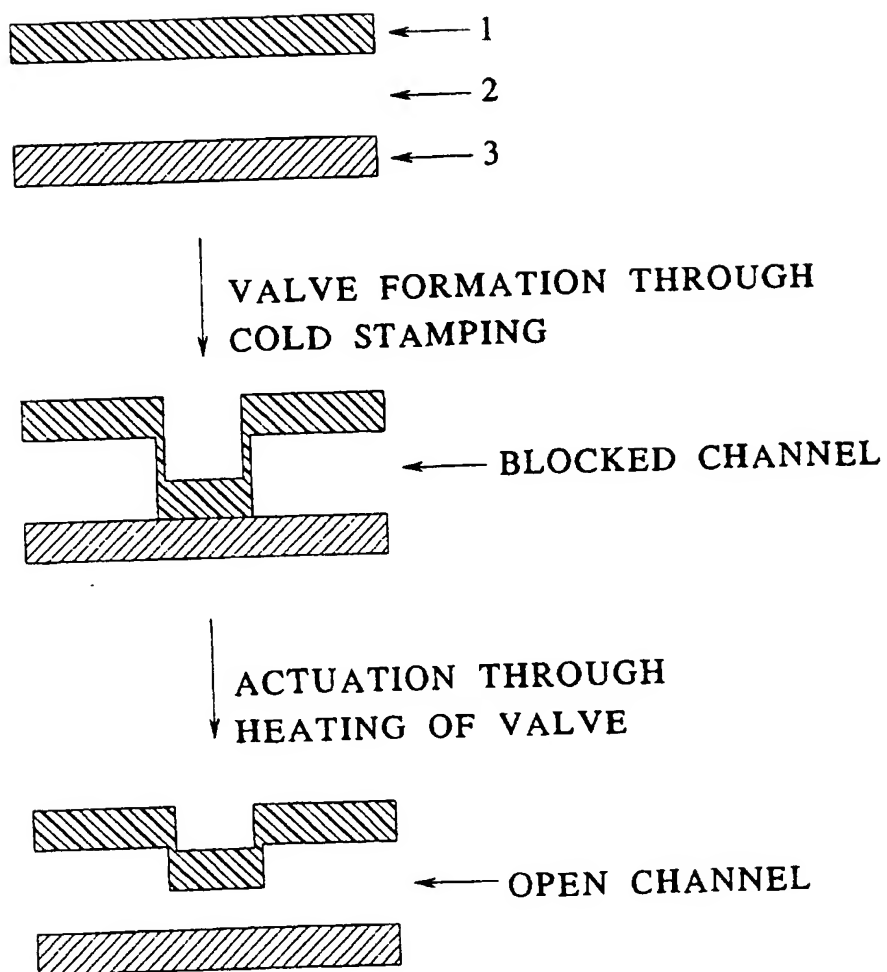 1
2
3
VALVE FORMATION THROUGH
COLD STAMPING
BLOCKED CHANNEL
ACTUATION THROUGH
HEATING OF VALVE
OPEN CHANNEL